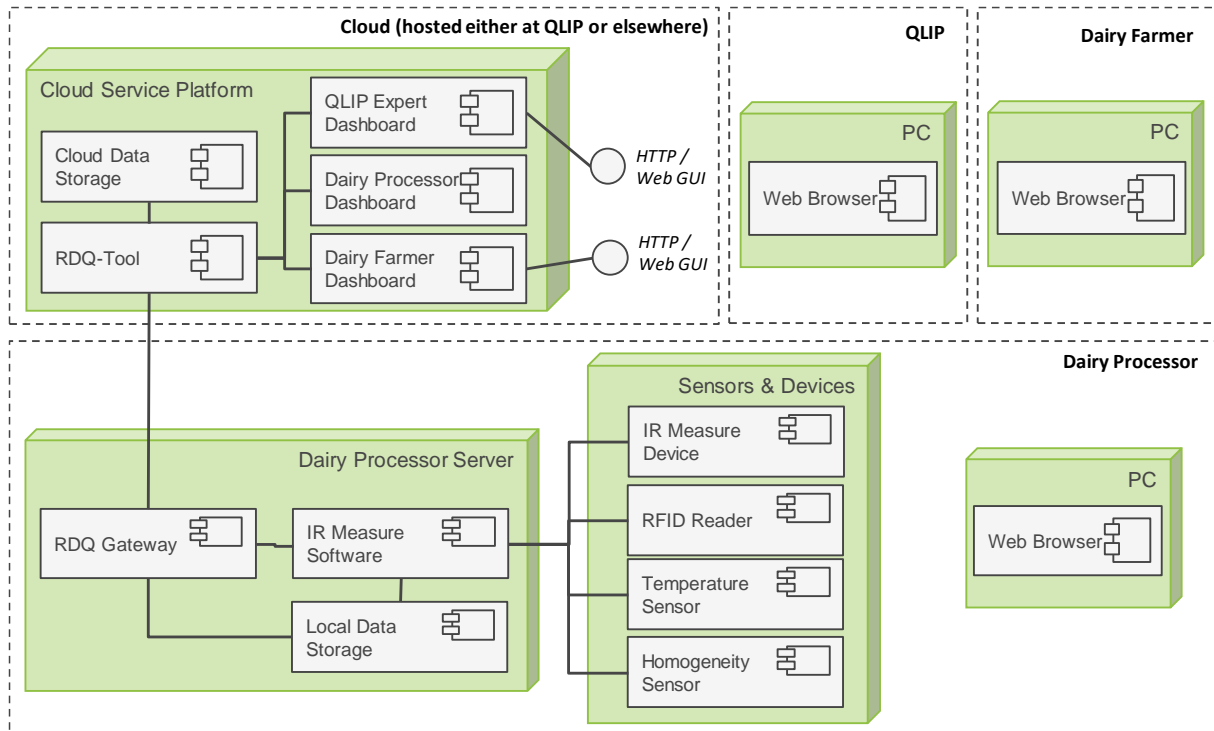 Cloud (hosted either at QLIP or elsewhere)
Cloud Service Platform
QLIP Expert
Dashboard
Cloud Data
Storage
Dairy Processor
Dashboard
RDQ-Tool
Dairy Farmer
Dashboard
HTTP /
Web GUI
HTTP /
Web GUI
QLIP
PC
Web Browser
Dairy Farmer
PC
Web Browser
Dairy Processor
Dairy Processor Server
RDQ Gateway
IR Measure
Software
Local Data
Storage
Sensors & Devices
IR Measure
Device
RFID Reader
Temperature
Sensor
Homogeneity
Sensor
PC
Web Browser